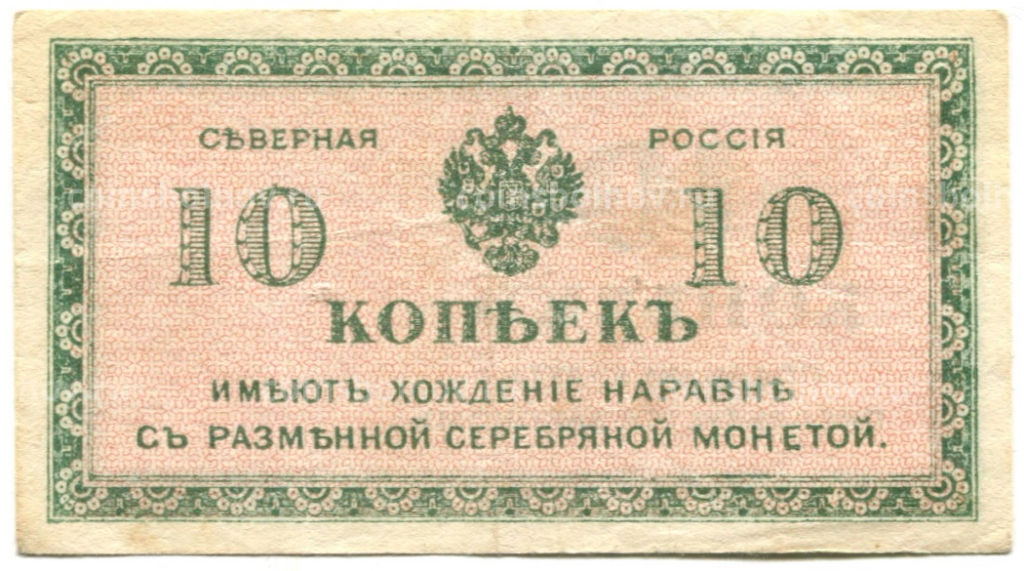 СѢВЕРНАЯ РОССІЯ
10 10
КОПѢЕКЪ
ИМѢЮТЪ ХОЖДЕНІЕ НАРАВНѢ
СЪ РАЗМѢННОЙ СЕРЕБРЯНОЙ МОНЕТОЙ.